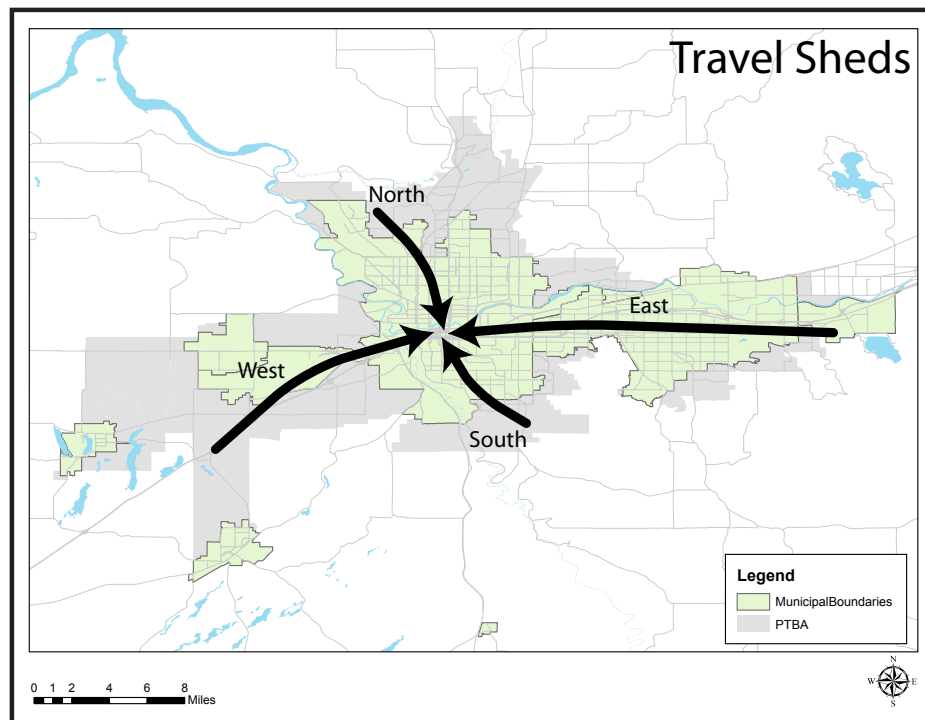 Travel Sheds
North
East
West
South
Legend
MunicipalBoundaries
PTBA
N
W E
S
0 1 2 4 6 8
Miles